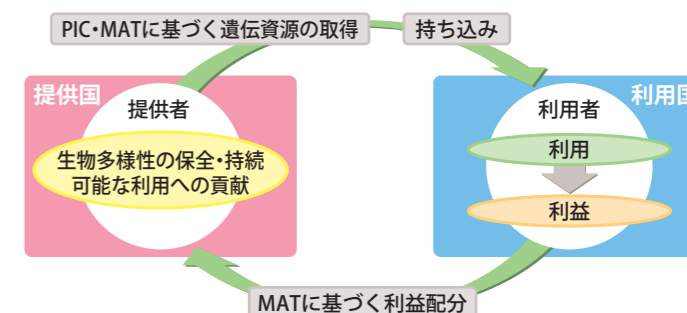 PIC・MATに基づく遺伝資源の取得
持ち込み
提供国
提供者
生物多様性の保全・持続
可能な利用への貢献
利用国
利用者
利用
利益
MATに基づく利益配分